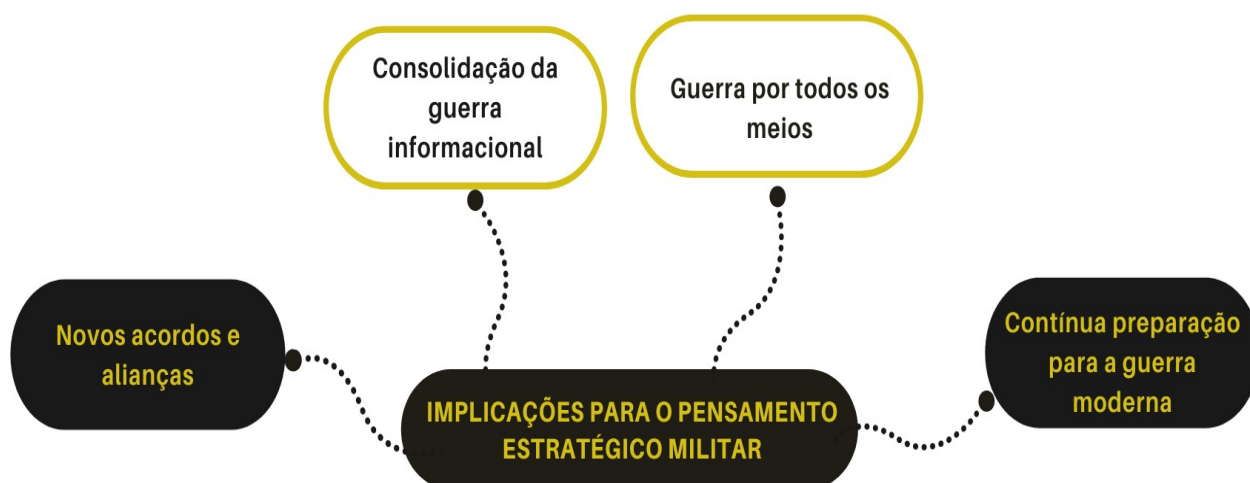 Consolidação da
guerra
informacional
Guerra por todos os
meios
Novos acordos e
alianças
Contínua preparação
para a guerra
moderna
IMPLICAÇÕES PARA O PENSAMENTO
ESTRATÉGICO MILITAR